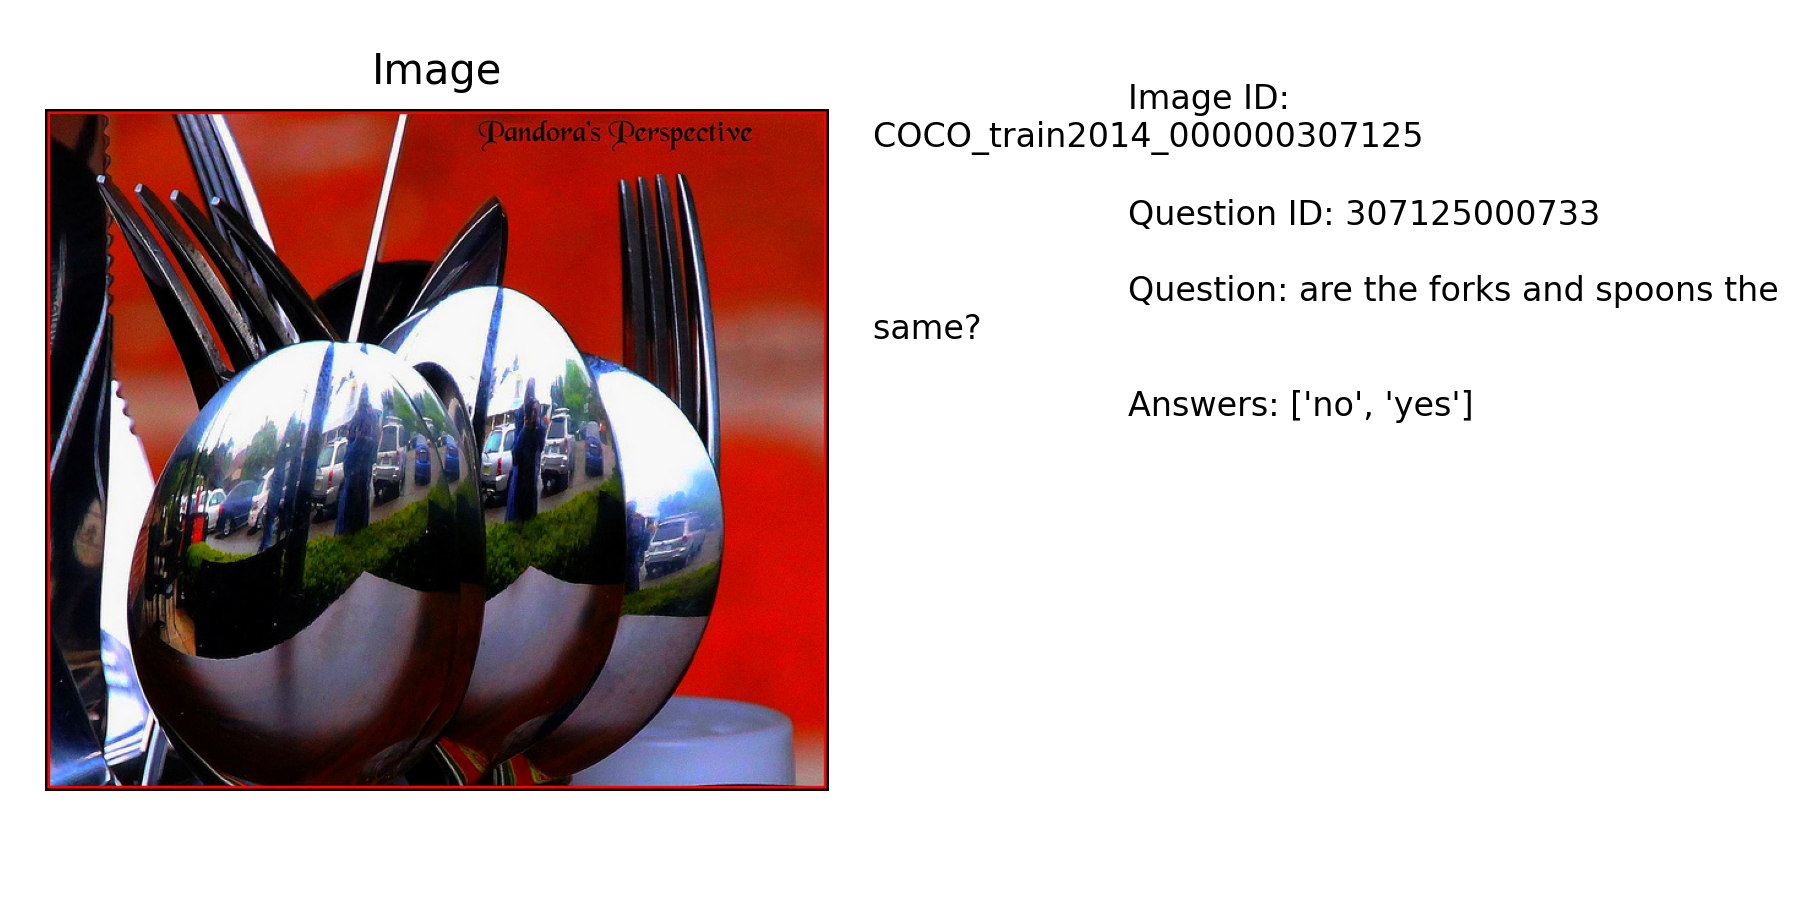 Image
Pandora's Perspective
Image ID:
COCO_train2014_000000307125
Question ID: 307125000733
Question: are the forks and spoons the
same?
Answers: ['no', 'yes']